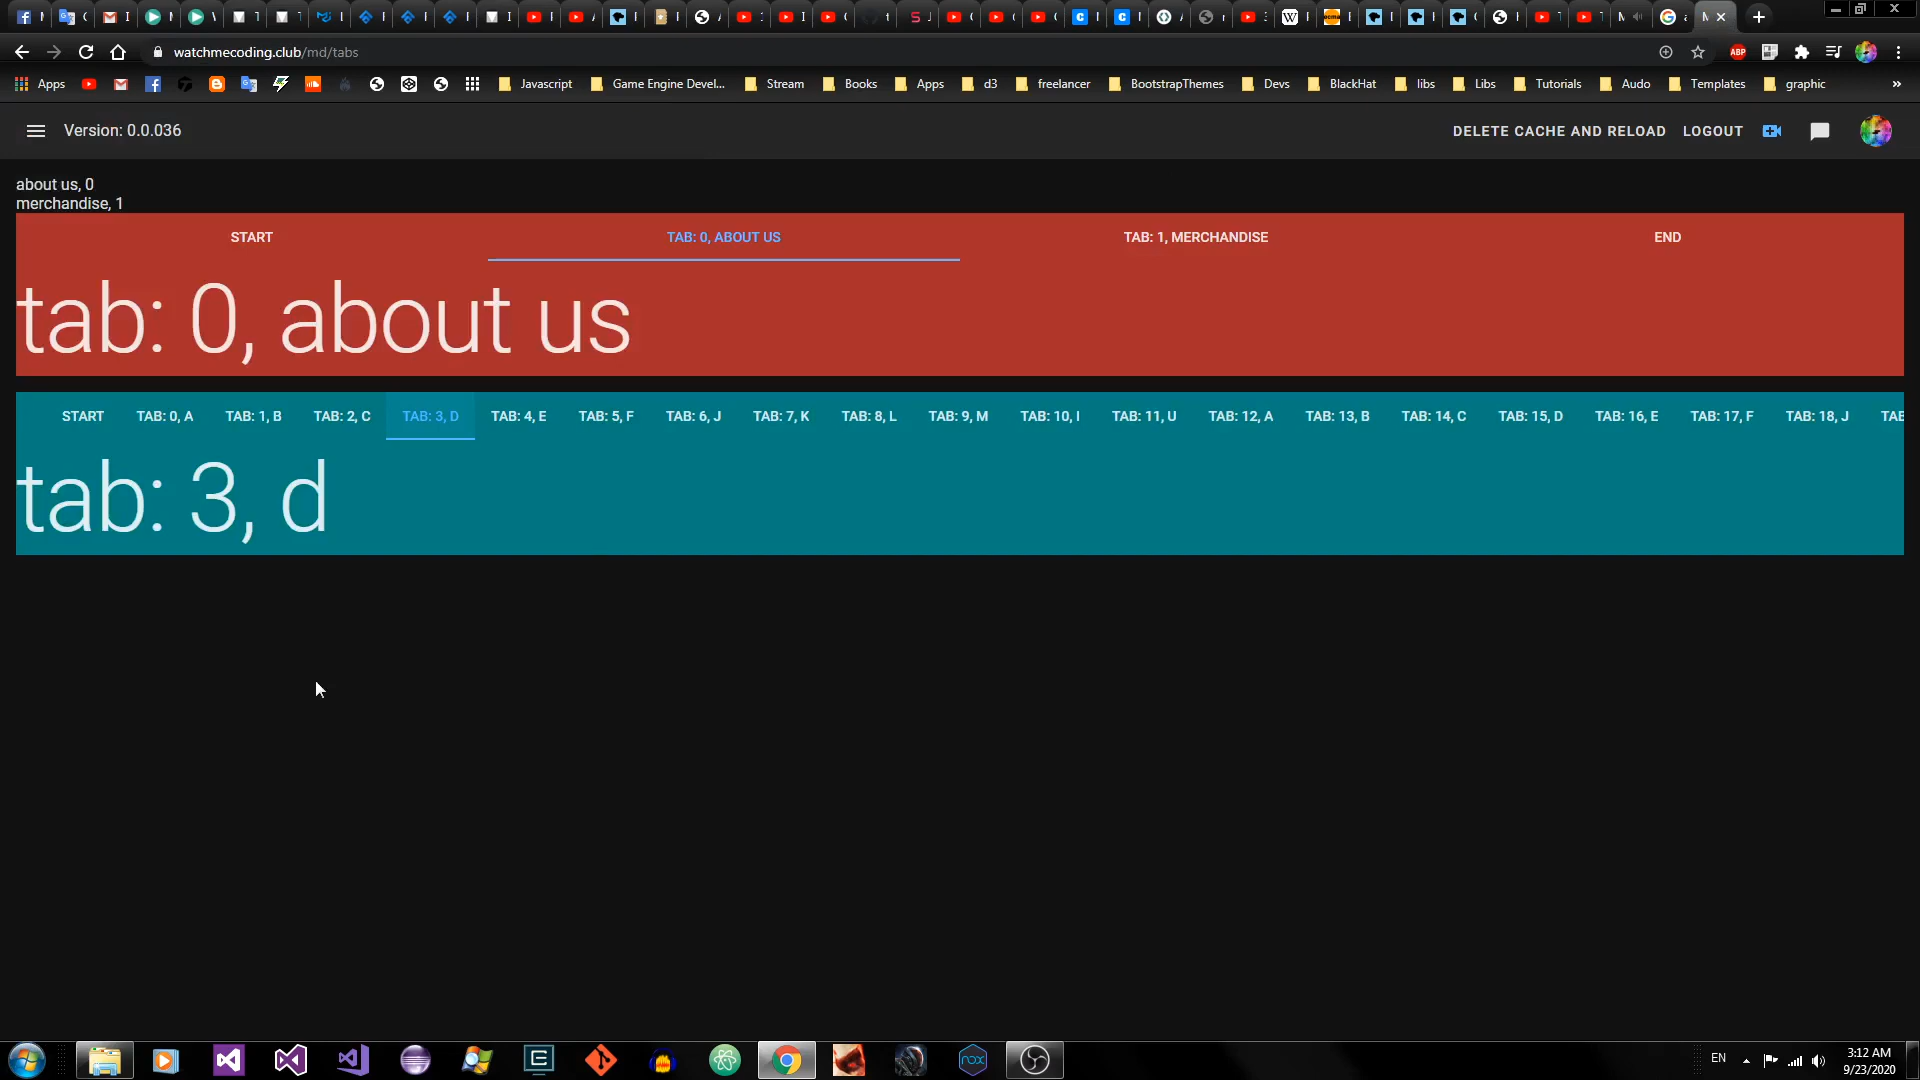 watchmecoding.club/md/tabs
Apps Javascript Game Engine Devel... Stream Books Apps d3 freelancer BootstrapThemes Devs BlackHat libs Libs Tutorials Audo Templates graphic »
Version: 0.0.036 DELETE CACHE AND RELOAD LOGOUT
about us, 0
merchandise, 1
START TAB: 0, ABOUT US TAB: 1, MERCHANDISE END
tab: 0, about us
START TAB: 0, A TAB: 1, B TAB: 2, C TAB: 3, D TAB: 4, E TAB: 5, F TAB: 6, J TAB: 7, K TAB: 8, L TAB: 9, M TAB: 10, I TAB: 11, U TAB: 12, A TAB: 13, B TAB: 14, C TAB: 15, D TAB: 16, E TAB: 17, F TAB: 18, J TAB
tab: 3, d
EN 3:12 AM
9/23/2020